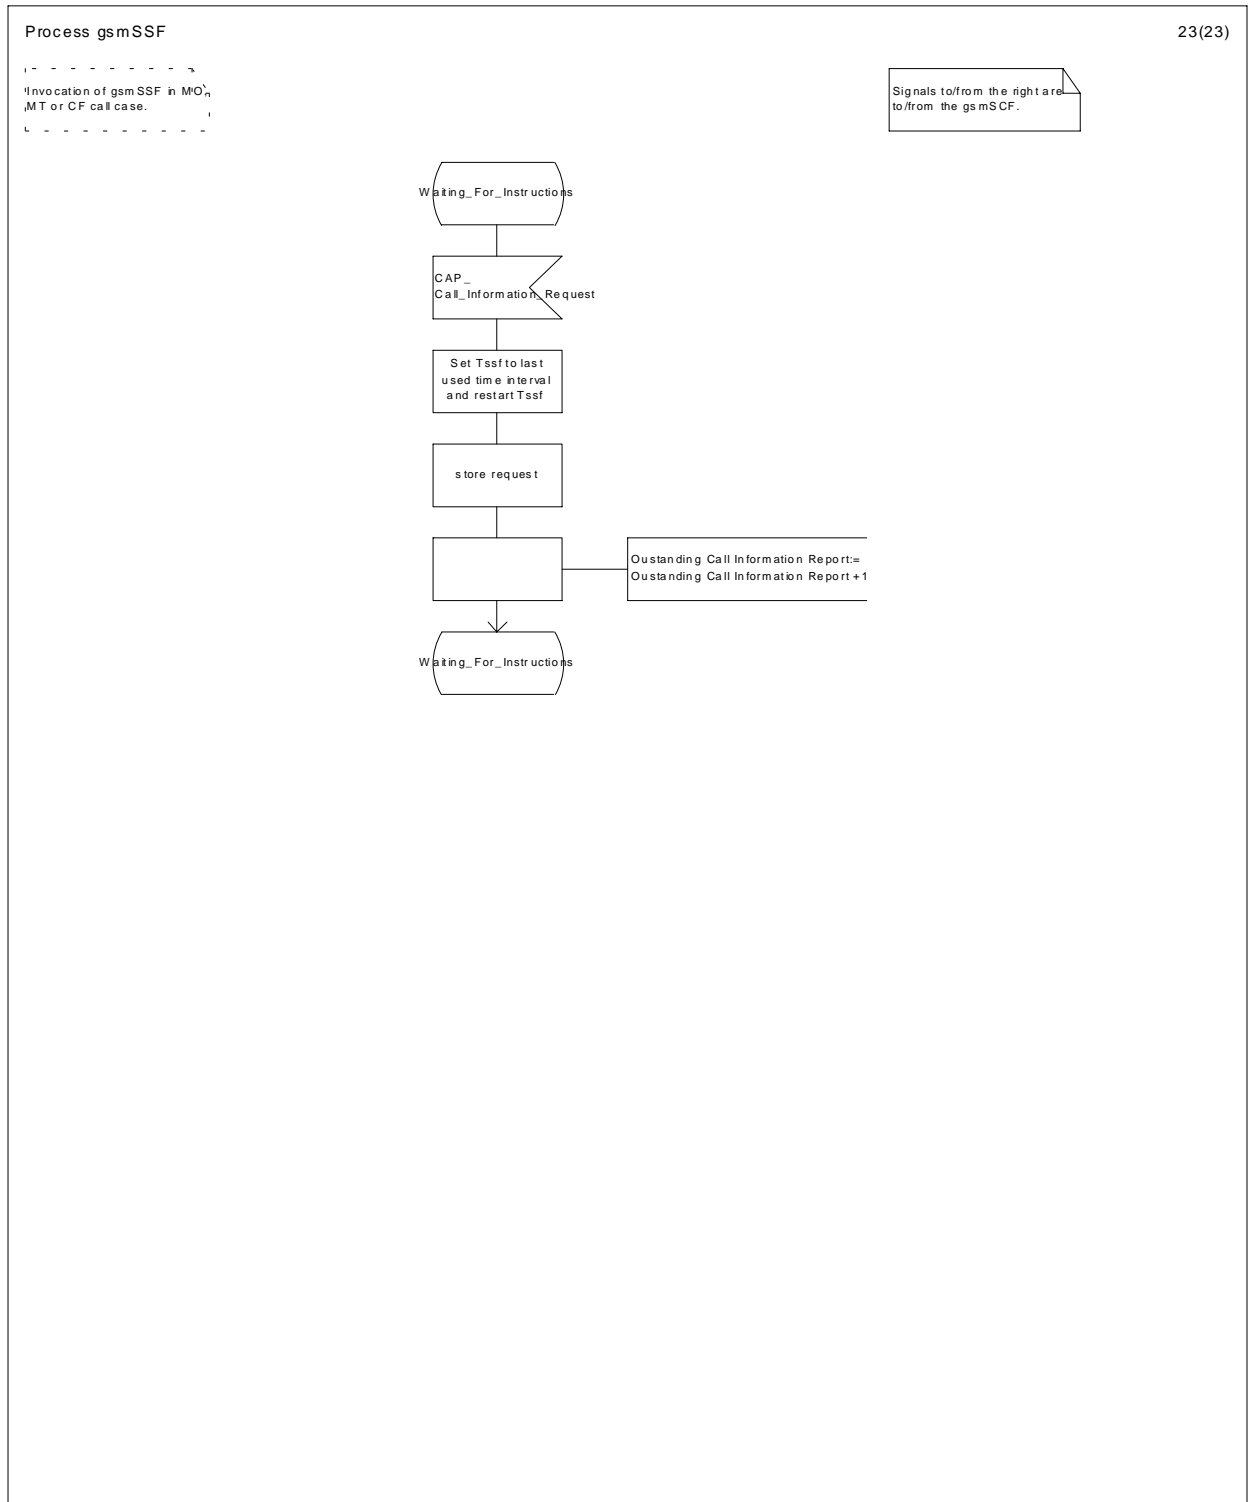 Process gsmSSF
23(23)
Invocation of gsmSSF in MO,
MT or CF call case.
Signals to/from the right are
to/from the gsmSCF.
Waiting_For_Instructions
CAP_
Call_Information_Request
Set Tssf to last
used time interval
and restart Tssf
store request
Oustanding Call Information Report:=
Oustanding Call Information Report +1
Waiting_For_Instructions